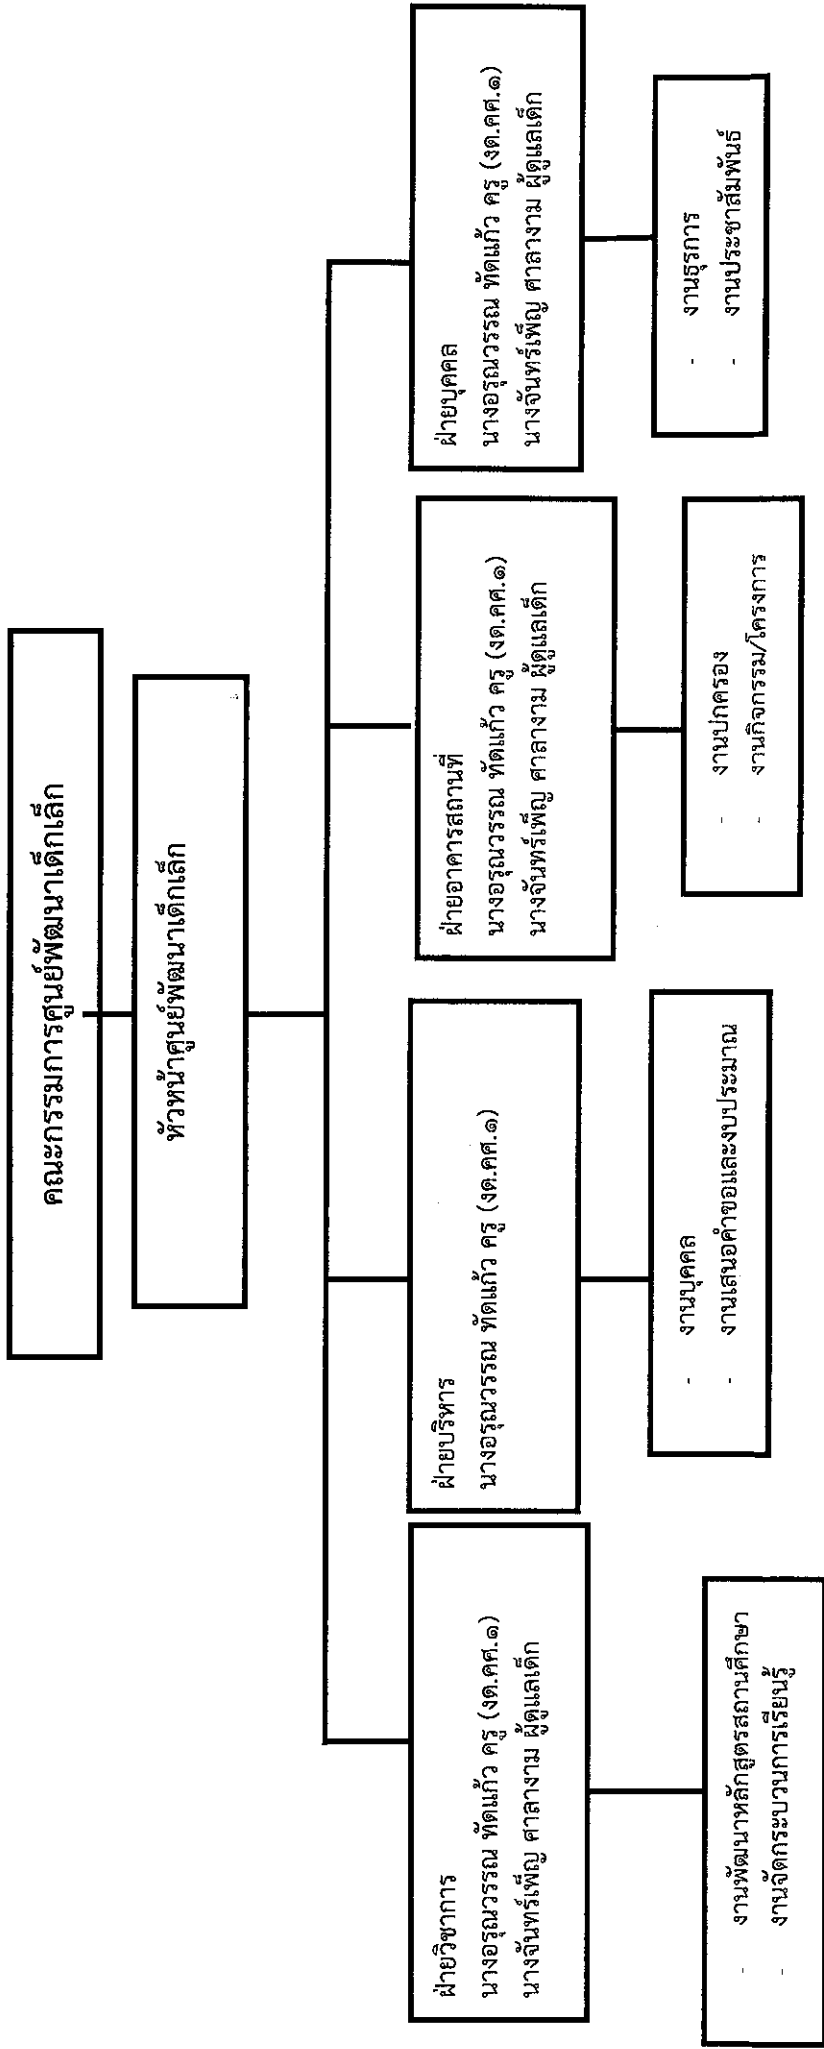 คณะกรรมการศูนย์พัฒนาเด็กเล็ก
หัวหน้าศูนย์พัฒนาเด็กเล็ก
ฝ่ายวิชาการ
นางอรุณวรรณ ทัดแก้ว ครู (งด.คศ.๑)
นางจันทร์เพ็ญ ศาลางาม ผู้ดูแลเด็ก
- งานพัฒนาหลักสูตรสถานศึกษา
- งานจัดกระบวนการเรียนรู้
ฝ่ายบริหาร
นางอรุณวรรณ ทัดแก้ว ครู (งด.คศ.๑)
- งานบุคคล
- งานเสนอคำขอและงบประมาณ
ฝ่ายอาคารสถานที่
นางอรุณวรรณ ทัดแก้ว ครู (งด.คศ.๑)
นางจันทร์เพ็ญ ศาลางาม ผู้ดูแลเด็ก
- งานปกครอง
- งานกิจกรรม/โครงการ
ฝ่ายบุคคล
นางอรุณวรรณ ทัดแก้ว ครู (งด.คศ.๑)
นางจันทร์เพ็ญ ศาลางาม ผู้ดูแลเด็ก
- งานธุรการ
- งานประชาสัมพันธ์